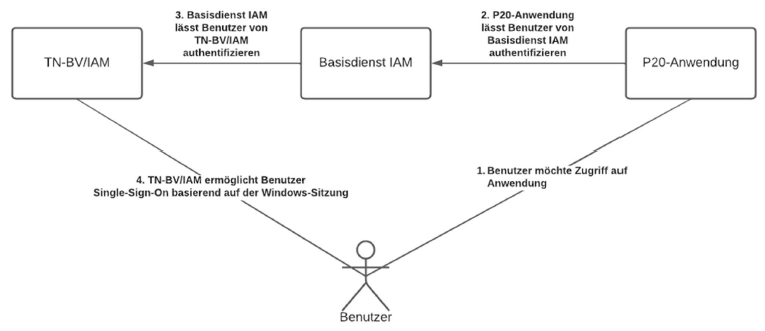 3. Basisdienst IAM
lässt Benutzer von
TN-BV/IAM
authentifizieren
2. P20-Anwendung
lässt Benutzer von
Basisdienst IAM
authentifizieren
TN-BV/IAM
Basisdienst IAM
P20-Anwendung
4. TN-BV/IAM ermöglicht Benutzer
Single-Sign-On basierend auf der Windows-Sitzung
1. Benutzer möchte Zugriff auf
Anwendung
Benutzer